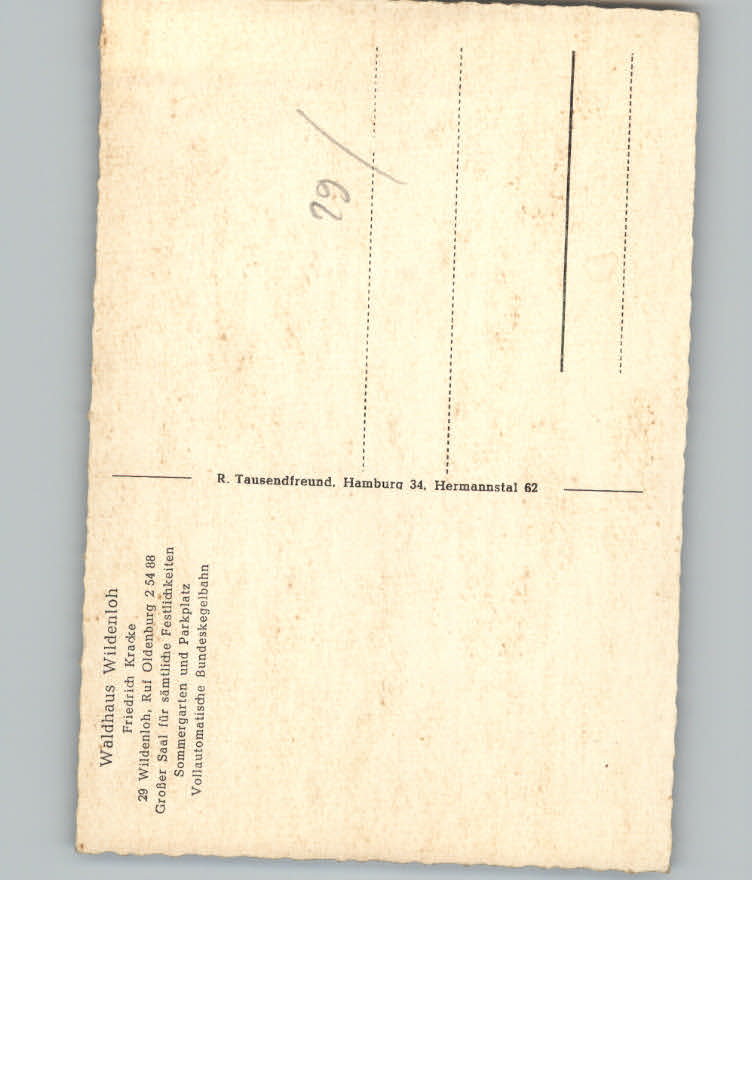 Waldhaus Wildenloh
Friedrich Kracke
29 Wildenloh, Ruf Oldenburg 2 54 88
Großer Saal für sämtliche Festlichkeiten
Sommergarten und Parkplatz
Vollautomatische Bundeskegelbahn
R. Tausendfreund, Hamburg 34, Hermannstal 62
29/